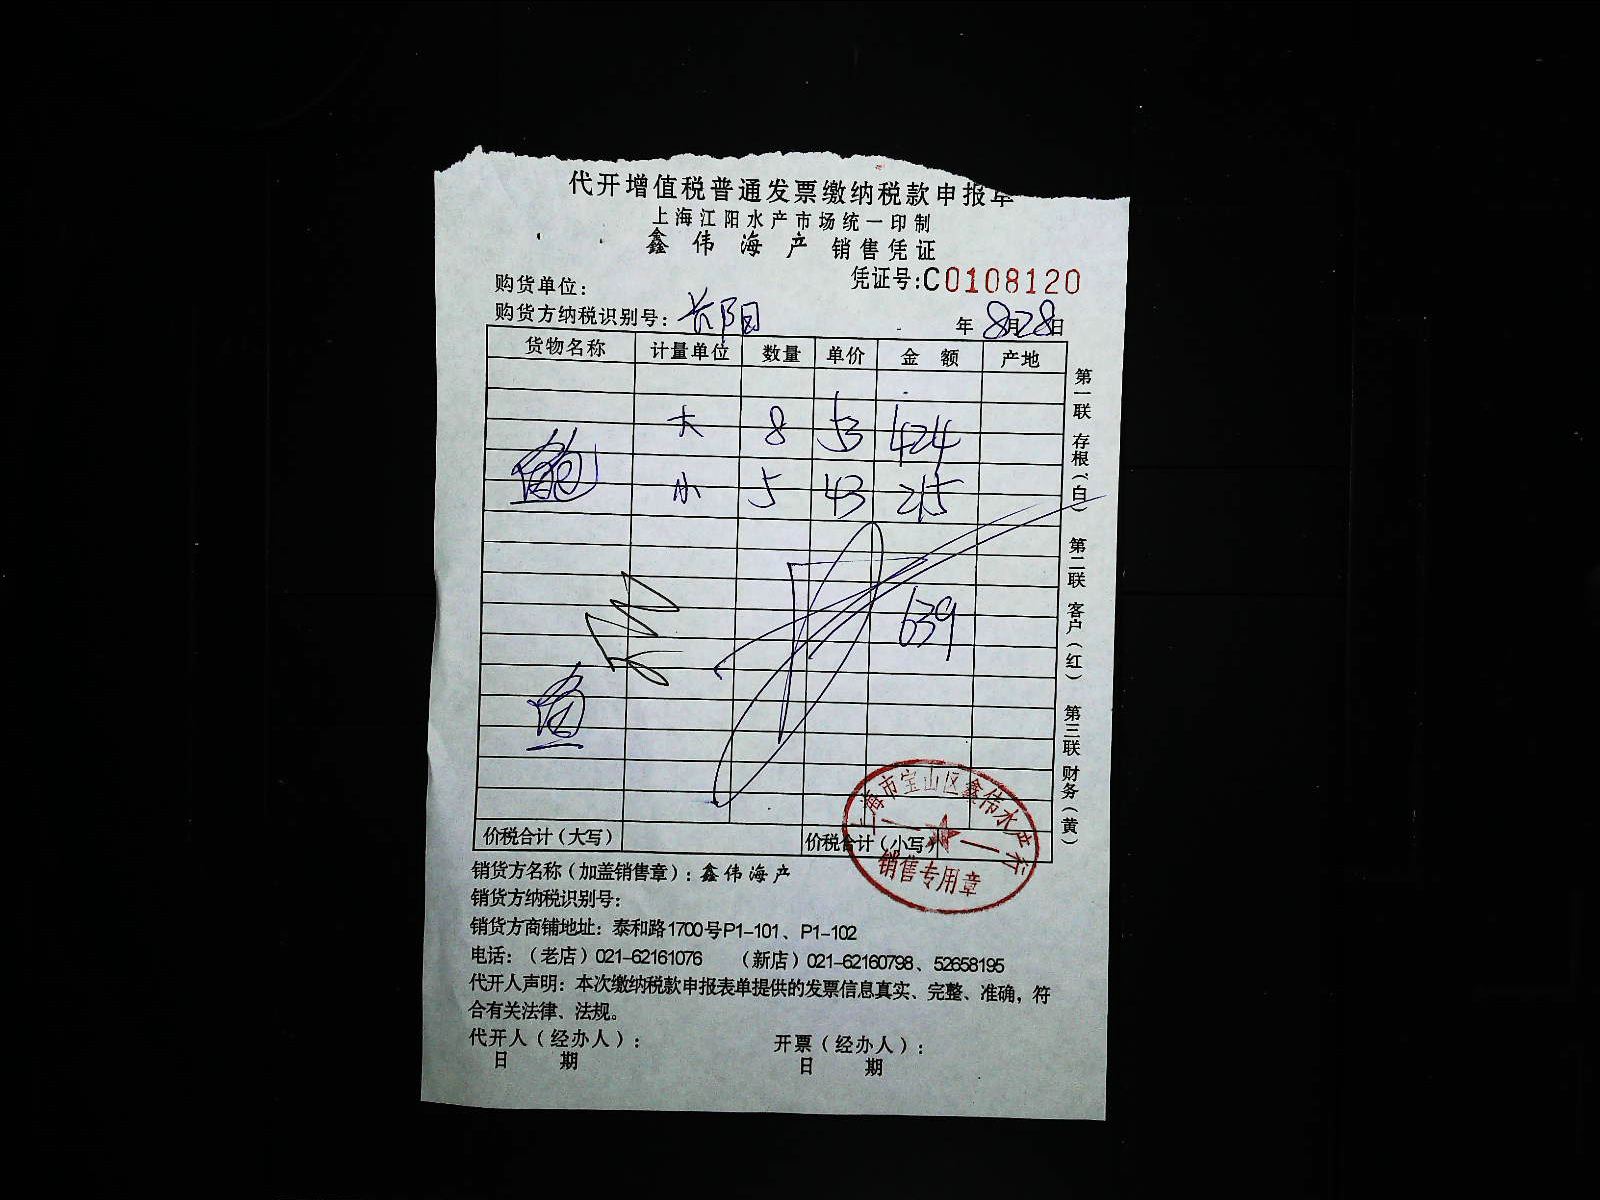 代开增值税普通发票缴纳税款申报单
上海江阳水产市场统一印制
鑫伟海产 销售凭证
凭证号:C0108120
购货单位:
购货方纳税识别号: 长阳
年 8月28日
货物名称 计量单位 数量 单价 金额 产地
大 8 53 424
小 5 43 215
639
价税合计(大写) 价税合计(小写)
上海市宝山区鑫伟水产行
销售专用章
销货方名称(加盖销售章): 鑫伟海产
销货方纳税识别号:
销货方商铺地址: 泰和路1700号P1-101、P1-102
电话:(老店)021-62161076 (新店)021-62160798、52658195
代开人声明: 本次缴纳税款申报表单提供的发票信息真实、完整、准确, 符
合有关法律、法规。
代开人(经办人): 开票(经办人):
日 期 日 期
第一联 存根(白) 第二联 客户(红) 第三联 财务(黄)